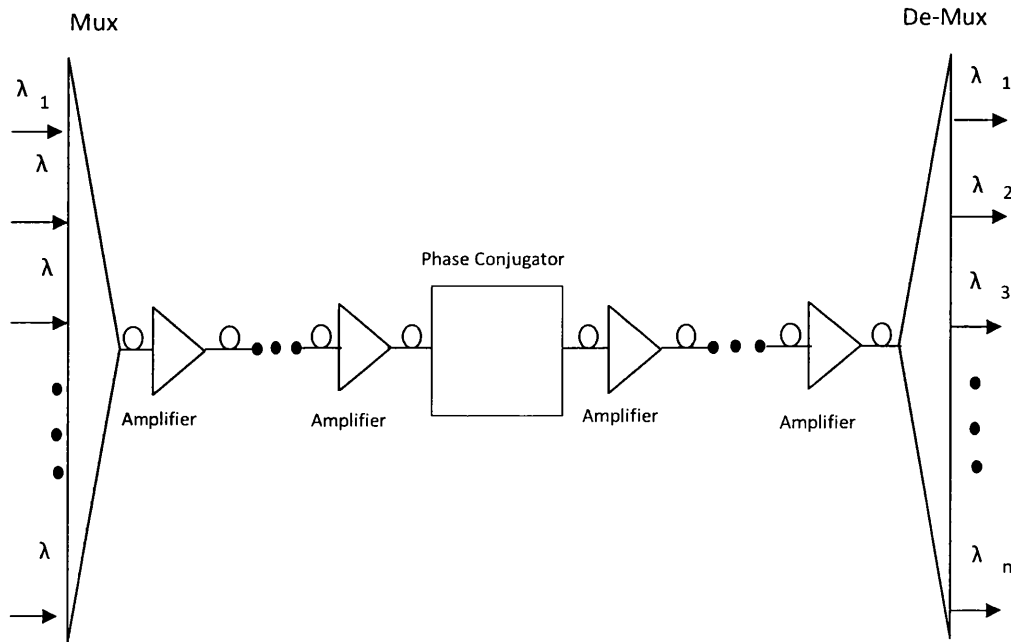 Mux
De-Mux
λ 1
λ
λ
λ
Phase Conjugator
Amplifier
Amplifier
Amplifier
Amplifier
λ 1
λ 2
λ 3
λ n